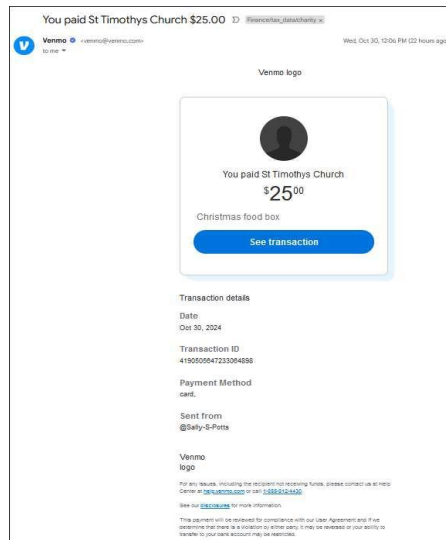 You paid St Timothys Church $25.00 Finance/tax_data/charity x
Venmo <venmo@venmo.com> Wed, Oct 30, 12:04 PM (22 hours ago
to me
Venmo logo
You paid St Timothys Church
$25 00
Christmas food box
See transaction
Transaction details
Date
Oct 30, 2024
Transaction ID
4190505647233064898
Payment Method
card.
Sent from
@Sally-S-Potts
Venmo
logo
For any issues, including the recipient not receiving funds, please contact us at Help
Center at help.venmo.com or call 1-855-812-4430.
See our disclosures for more information.
This payment will be reviewed for compliance with our User Agreement and if we
determine that there is a violation by either party, it may be reversed or your ability to
transfer to your bank account may be restricted.